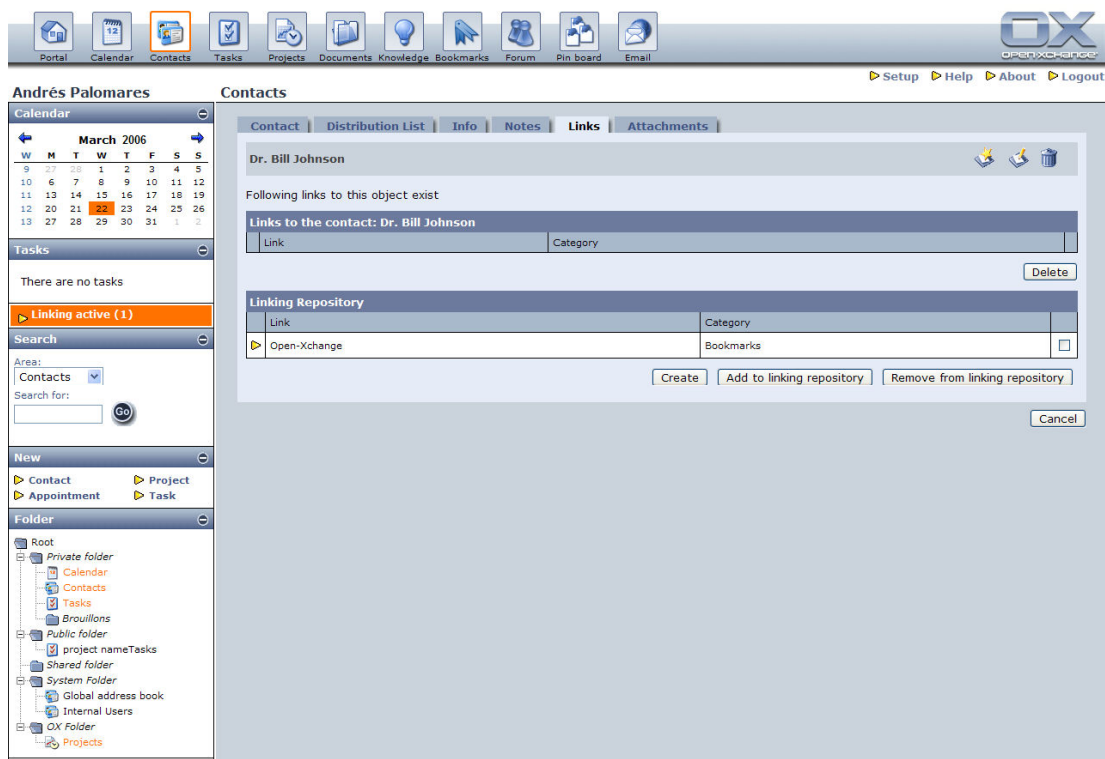 12
Portal Calendar Contacts Tasks Projects Documents Knowledge Bookmarks Forum Pin board Email
OX
OPEN XCHANGE
Setup Help About Logout
Andrés Palomares
Contacts
Calendar
March 2006
W M T W T F S S
9 27 28 1 2 3 4 5
10 6 7 8 9 10 11 12
11 13 14 15 16 17 18 19
12 20 21 22 23 24 25 26
13 27 28 29 30 31 1 2
Tasks
There are no tasks
Linking active (1)
Search
Area:
Contacts
Search for:
Go
New
Contact Project
Appointment Task
Folder
Root
Private folder
Calendar
Contacts
Tasks
Brouillons
Public folder
project nameTasks
Shared folder
System Folder
Global address book
Internal Users
OX Folder
Projects
Contact Distribution List Info Notes Links Attachments
Dr. Bill Johnson
Following links to this object exist
Links to the contact: Dr. Bill Johnson
Link Category
Delete
Linking Repository
Link Category
Open-Xchange Bookmarks
Create Add to linking repository Remove from linking repository
Cancel